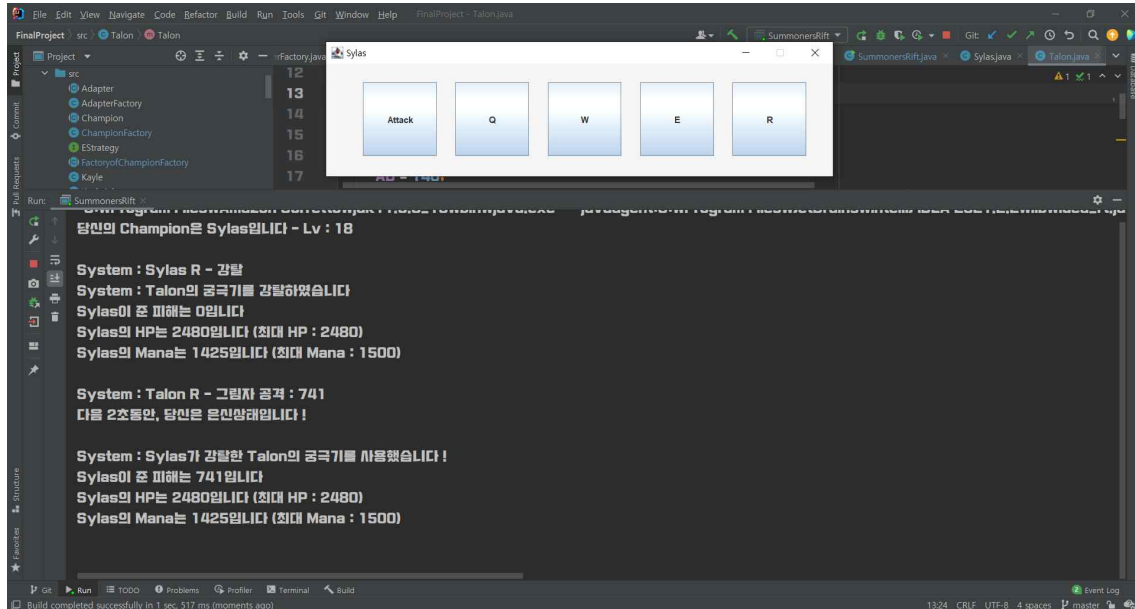 File Edit View Navigate Code Refactor Build Run Tools Git Window Help FinalProject - Talon.java
FinalProject src Talon Talon SummonersRift Git:
Project rFactory.java Sylas SummonersRift.java Sylas.java Talon.java
src 12 1 1
Adapter 13
AdapterFactory
Champion 14 Attack Q W E R
ChampionFactory 15
EStrategy
FactoryofChampionFactory 16
Kayle 17
Run: SummonersRift
당신의 Champion은 Sylas입니다 - Lv : 18
System : Sylas R - 강탈
System : Talon의 궁극기를 강탈하였습니다
Sylas이 준 피해는 0입니다
Sylas의 HP는 2480입니다 (최대 HP : 2480)
Sylas의 Mana는 1425입니다 (최대 Mana : 1500)
System : Talon R - 그림자 공격 : 741
다음 2초동안, 당신은 은신상태입니다 !
System : Sylas가 강탈한 Talon의 궁극기를 사용했습니다 !
Sylas이 준 피해는 741입니다
Sylas의 HP는 2480입니다 (최대 HP : 2480)
Sylas의 Mana는 1425입니다 (최대 Mana : 1500)
Project
Commit
Pull Requests
Structure
Favorites
Database
Git Run TODO Problems Profiler Terminal Build 2 Event Log
Build completed successfully in 1 sec, 517 ms (moments ago) 13:24 CRLF UTF-8 4 spaces master